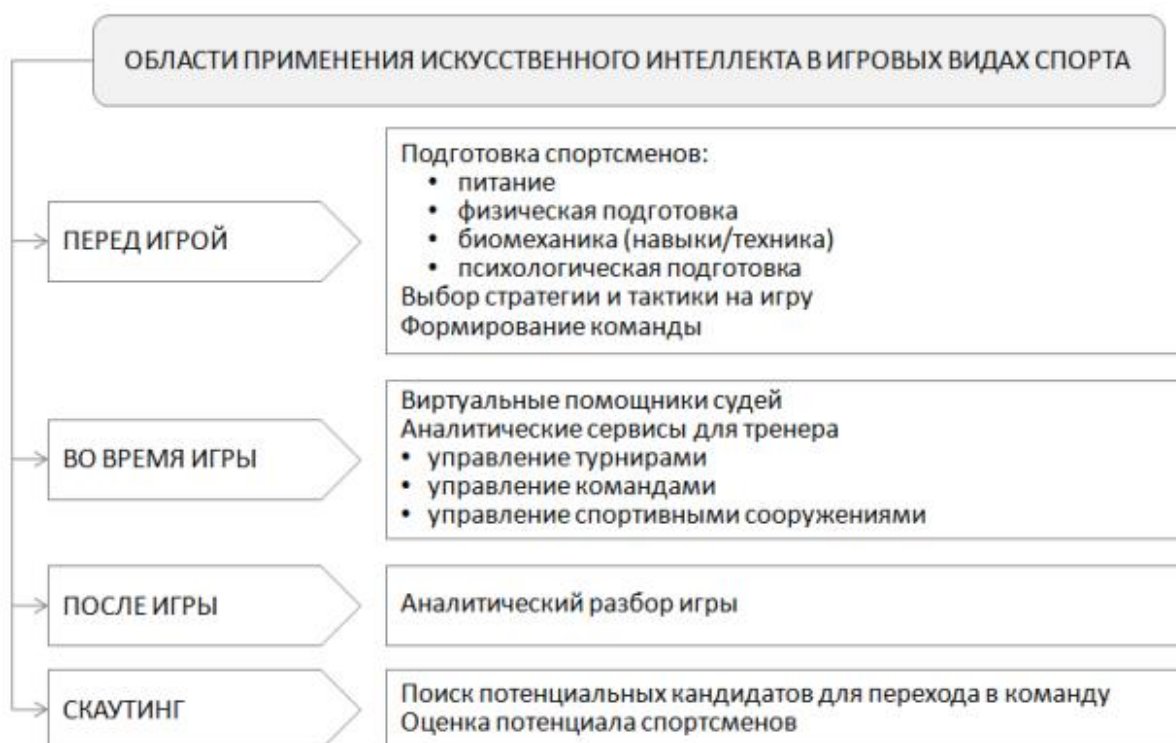 ОБЛАСТИ ПРИМЕНЕНИЯ ИСКУССТВЕННОГО ИНТЕЛЛЕКТА В ИГРОВЫХ ВИДАХ СПОРТА
ПЕРЕД ИГРОЙ
Подготовка спортсменов:
• питание
• физическая подготовка
• биомеханика (навыки/техника)
• психологическая подготовка
Выбор стратегии и тактики на игру
Формирование команды
ВО ВРЕМЯ ИГРЫ
Виртуальные помощники судей
Аналитические сервисы для тренера
• управление турнирами
• управление командами
• управление спортивными сооружениями
ПОСЛЕ ИГРЫ
Аналитический разбор игры
СКАУТИНГ
Поиск потенциальных кандидатов для перехода в команду
Оценка потенциала спортсменов